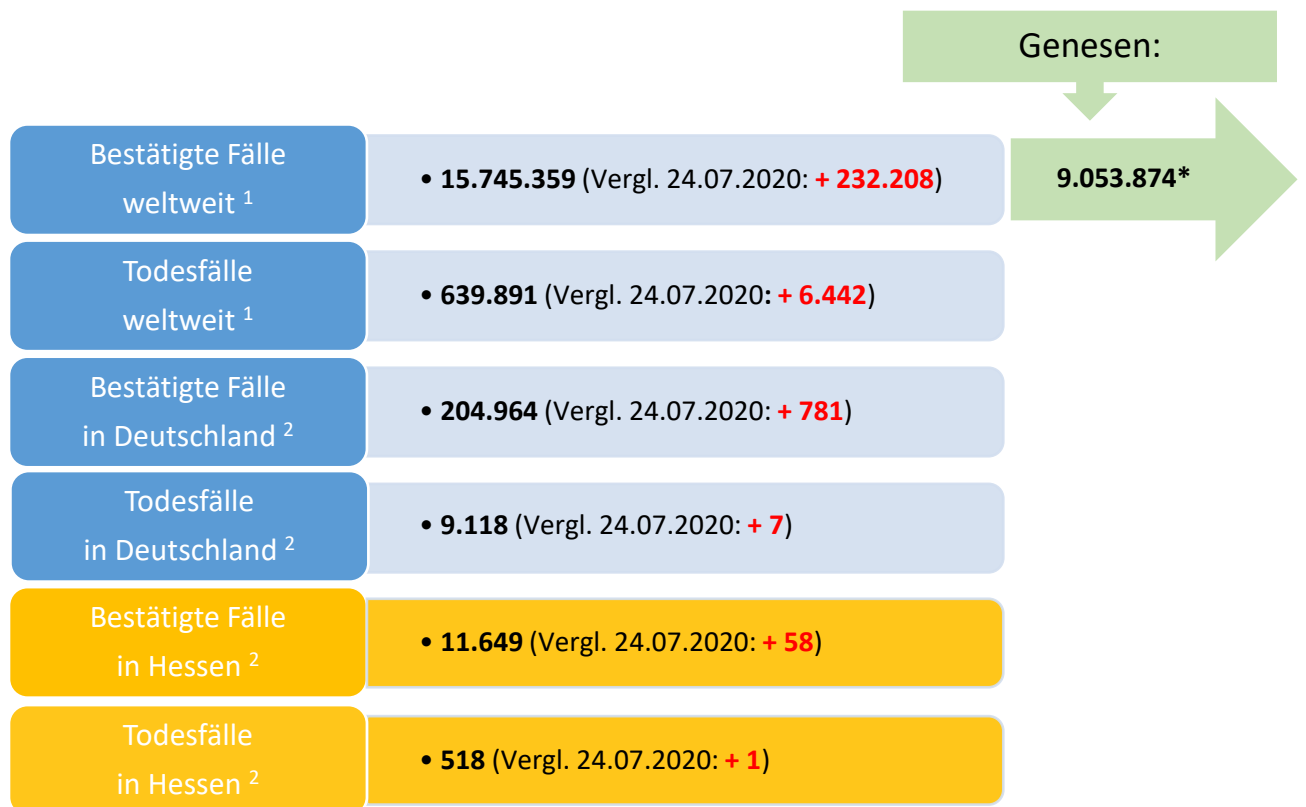 Genesen:
Bestätigte Fälle
weltweit ¹
• 15.745.359 (Vergl. 24.07.2020: + 232.208)
9.053.874*
Todesfälle
weltweit ¹
• 639.891 (Vergl. 24.07.2020: + 6.442)
Bestätigte Fälle
in Deutschland ²
• 204.964 (Vergl. 24.07.2020: + 781)
Todesfälle
in Deutschland ²
• 9.118 (Vergl. 24.07.2020: + 7)
Bestätigte Fälle
in Hessen ²
• 11.649 (Vergl. 24.07.2020: + 58)
Todesfälle
in Hessen ²
• 518 (Vergl. 24.07.2020: + 1)